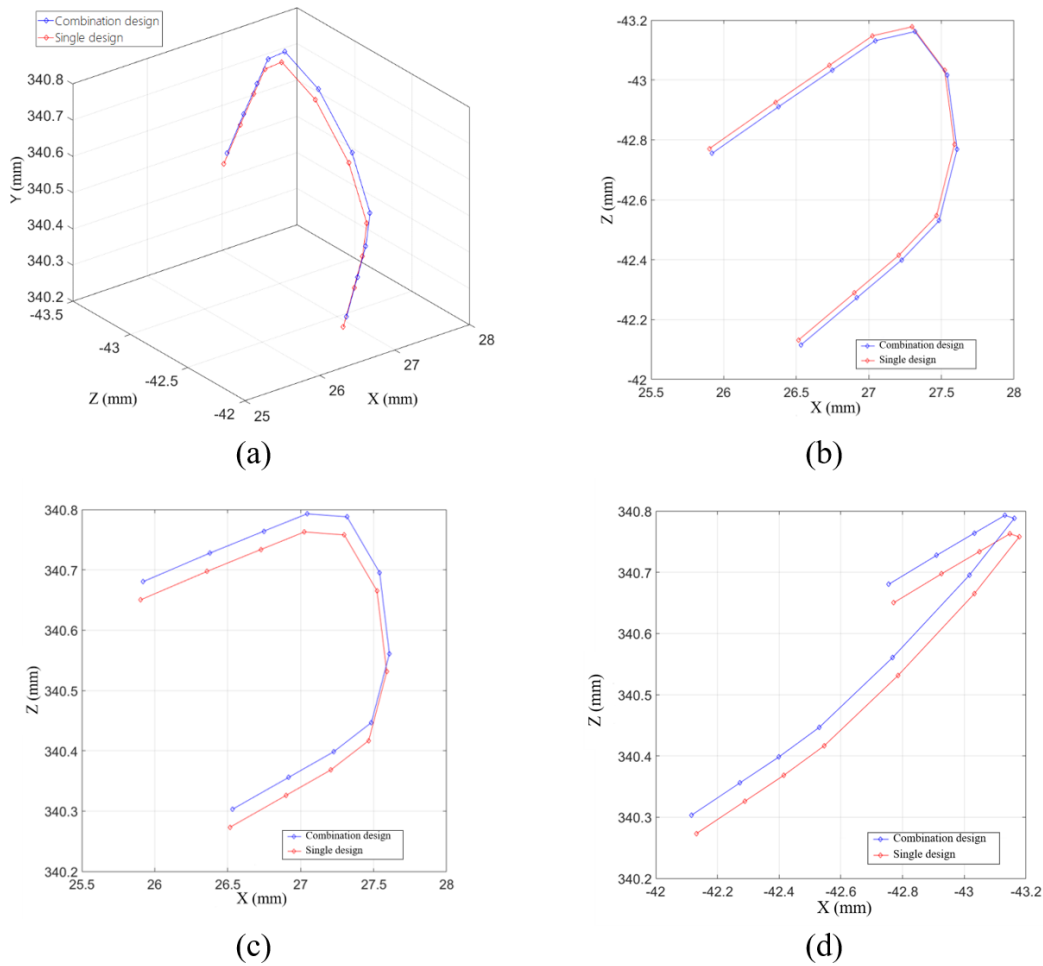 Combination design
Single design
340.8
340.7
340.6
340.5
340.4
340.3
340.2
Y (mm)
-43.5
-43
-42.5
-42
Z (mm)
25
26
27
28
X (mm)
(a)
-43.2
-43
-42.8
-42.6
-42.4
-42.2
-42
Z (mm)
25.5
26
26.5
27
27.5
28
X (mm)
Combination design
Single design
(b)
340.8
340.7
340.6
340.5
340.4
340.3
340.2
Z (mm)
25.5
26
26.5
27
27.5
28
X (mm)
Combination design
Single design
(c)
340.8
340.7
340.6
340.5
340.4
340.3
340.2
Z (mm)
-42
-42.2
-42.4
-42.6
-42.8
-43
-43.2
X (mm)
Combination design
Single design
(d)